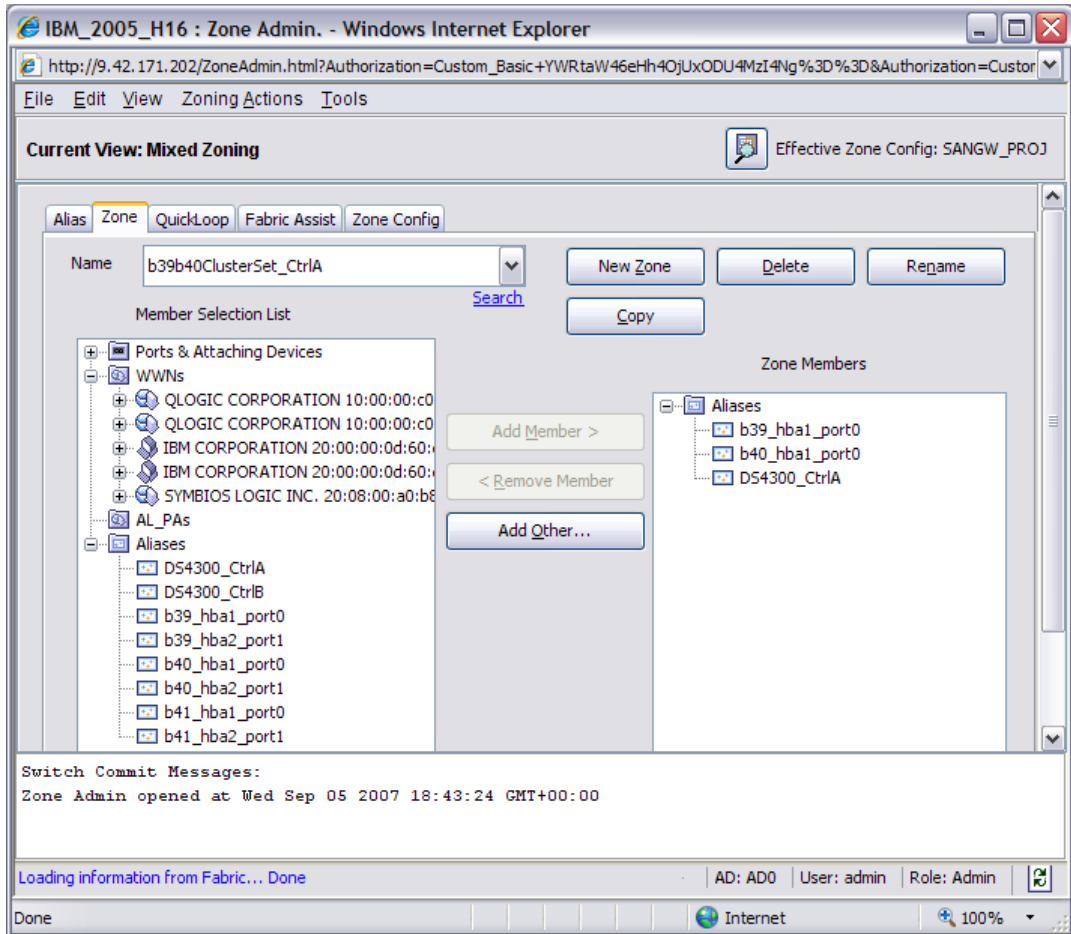 IBM_2005_H16 : Zone Admin. - Windows Internet Explorer
http://9.42.171.202/ZoneAdmin.html?Authorization=Custom_Basic+YWRtaW46eHh4OjUxODU4MzI4Ng%3D%3D&Authorization=Custor
File Edit View Zoning Actions Tools
Current View: Mixed Zoning
Effective Zone Config: SANGW_PROJ
Alias Zone QuickLoop Fabric Assist Zone Config
Name b39b40ClusterSet_CtrlA New Zone Delete Rename
Search
Member Selection List
Copy
Ports & Attaching Devices
WWNs
QLOGIC CORPORATION 10:00:00:c0
QLOGIC CORPORATION 10:00:00:c0
IBM CORPORATION 20:00:00:0d:60:
IBM CORPORATION 20:00:00:0d:60:
SYMBIOS LOGIC INC. 20:08:00:a0:b8
AL_PAs
Aliases
DS4300_CtrlA
DS4300_CtrlB
b39_hba1_port0
b39_hba2_port1
b40_hba1_port0
b40_hba2_port1
b41_hba1_port0
b41_hba2_port1
Add Member >
< Remove Member
Add Other...
Zone Members
Aliases
b39_hba1_port0
b40_hba1_port0
DS4300_CtrlA
Switch Commit Messages:
Zone Admin opened at Wed Sep 05 2007 18:43:24 GMT+00:00
Loading information from Fabric... Done
AD: AD0 User: admin Role: Admin
Done Internet 100%